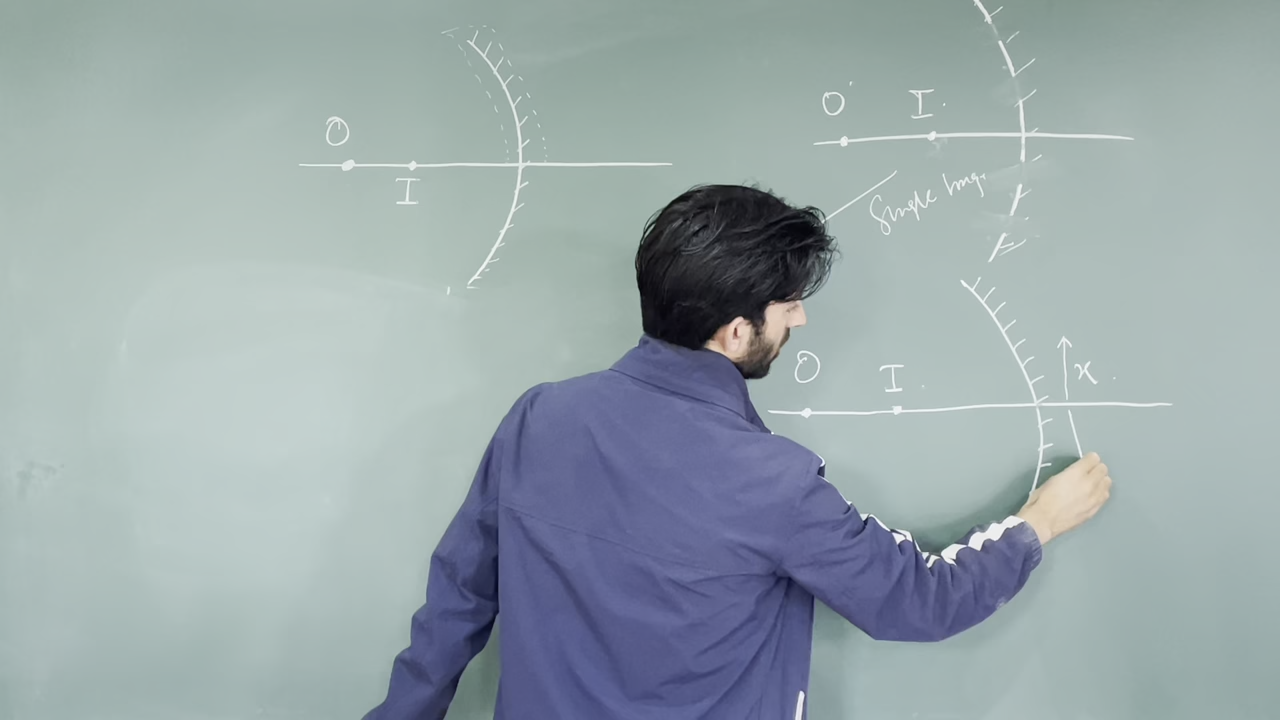 O
I
O'
I.
Single Img.
O
I.
x.